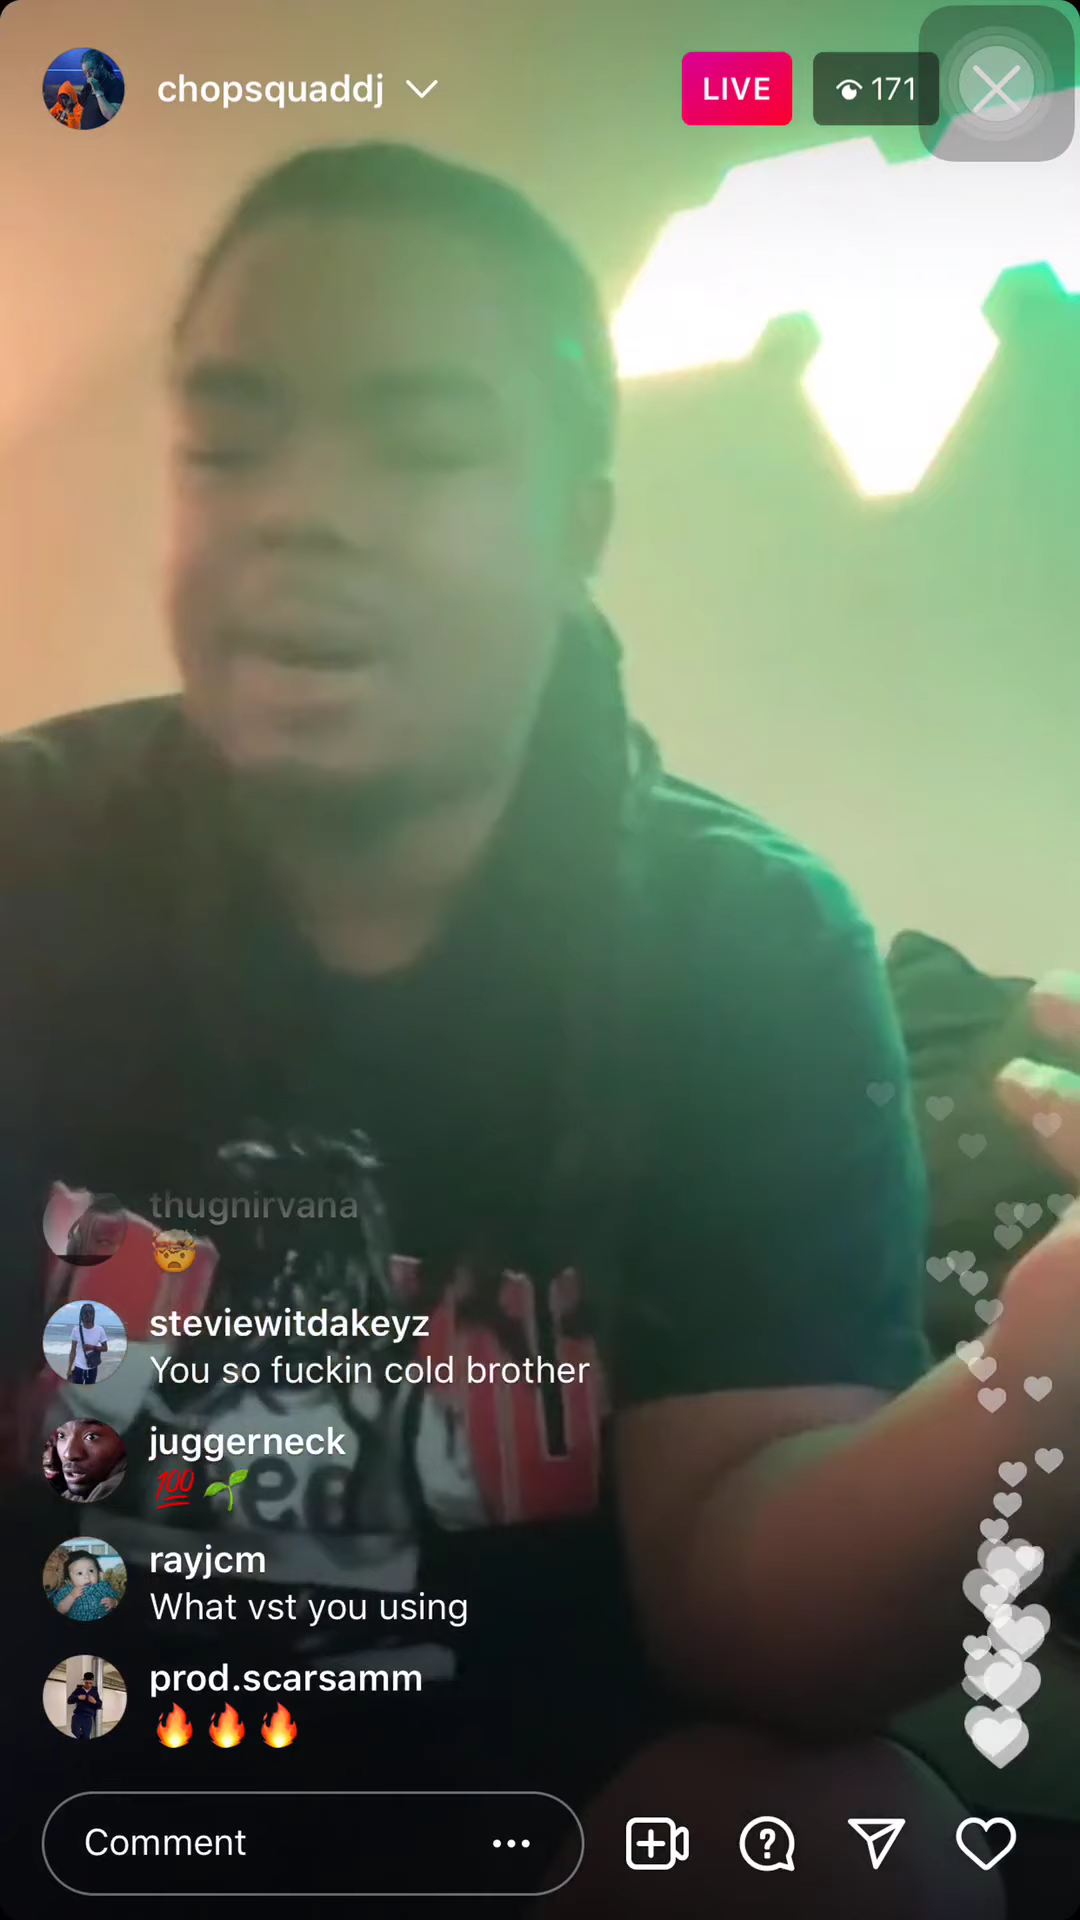 chopsquaddj
LIVE
171
thugnirvana
🤯
steviewitdakeyz
You so fuckin cold brother
juggerneck
💯🌱
rayjcm
What vst you using
prod.scarsamm
🔥🔥🔥
Comment